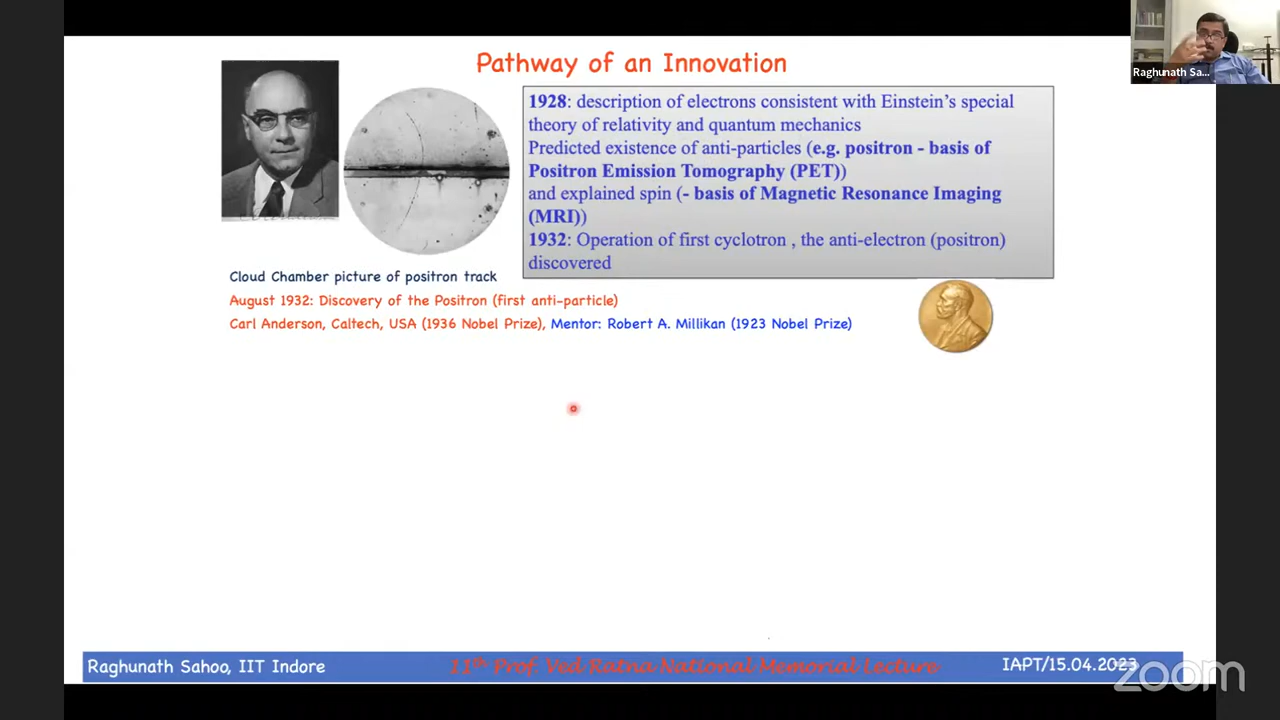 Raghunath Sa...
Pathway of an Innovation
1928: description of electrons consistent with Einstein's special
theory of relativity and quantum mechanics
Predicted existence of anti-particles (e.g. positron - basis of
Positron Emission Tomography (PET))
and explained spin (- basis of Magnetic Resonance Imaging
(MRI))
1932: Operation of first cyclotron , the anti-electron (positron)
discovered
Cloud Chamber picture of positron track
August 1932: Discovery of the Positron (first anti-particle)
Carl Anderson, Caltech, USA (1936 Nobel Prize), Mentor: Robert A. Millikan (1923 Nobel Prize)
Raghunath Sahoo, IIT Indore
11th Prof. Ved Ratna National Memorial Lecture
IAPT/15.04.2023
zoom